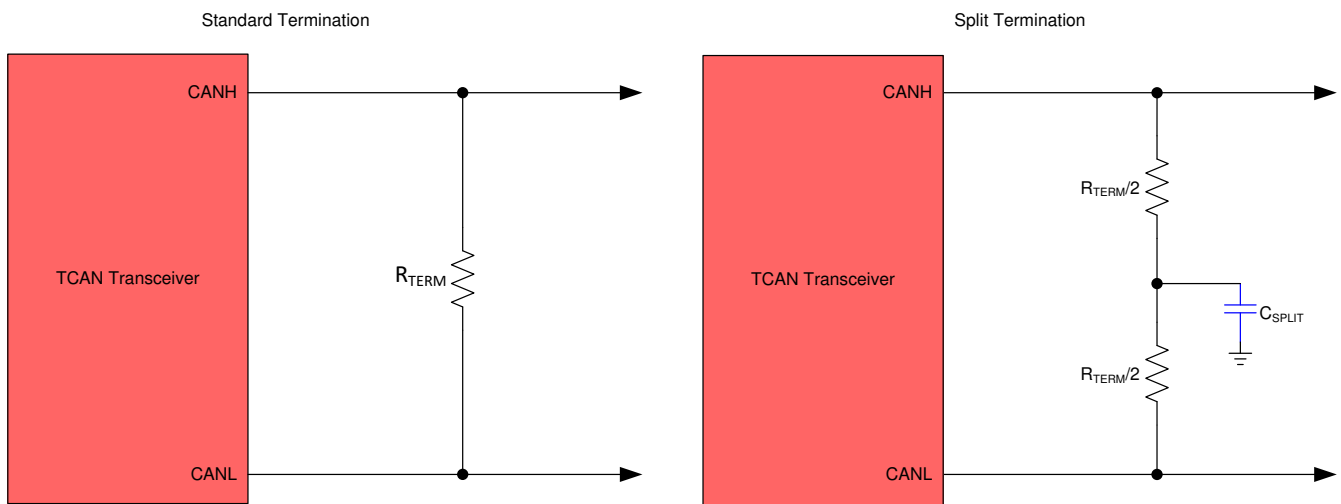 Standard Termination
Split Termination
CANH
TCAN Transceiver
RTERM
CANL
CANH
RTERM/2
TCAN Transceiver
CSPLIT
RTERM/2
CANL